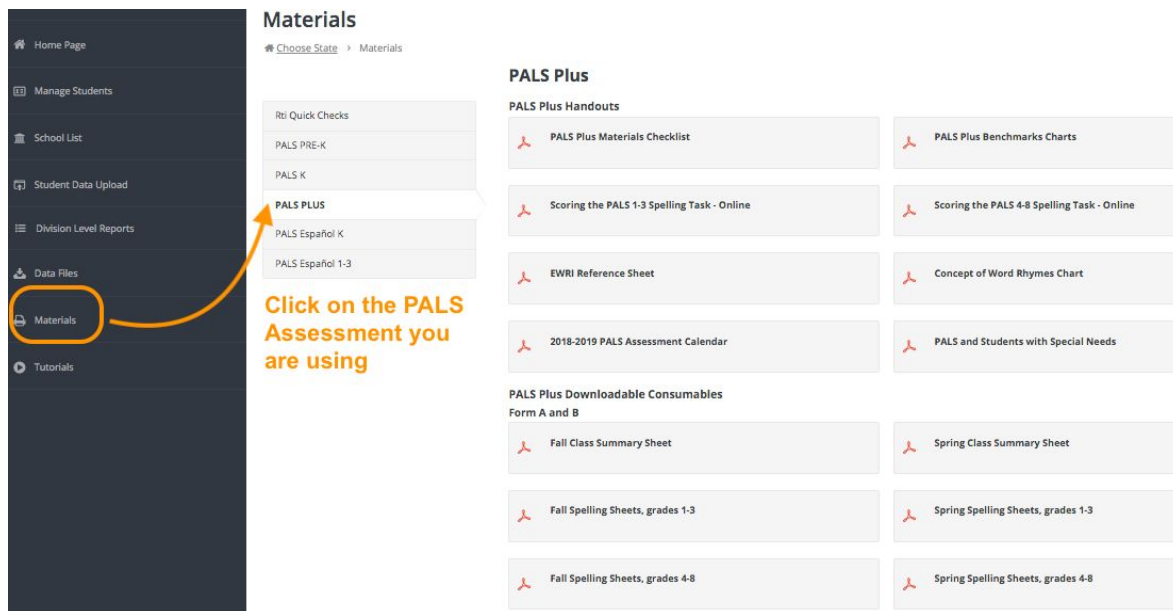 Home Page
Manage Students
School List
Student Data Upload
Division Level Reports
Data Files
Materials
Tutorials
Materials
Choose State > Materials
Rti Quick Checks
PALS PRE-K
PALS K
PALS PLUS
PALS Español K
PALS Español 1-3
Click on the PALS
Assessment you
are using
PALS Plus
PALS Plus Handouts
PALS Plus Materials Checklist
PALS Plus Benchmarks Charts
Scoring the PALS 1-3 Spelling Task - Online
Scoring the PALS 4-8 Spelling Task - Online
EWRI Reference Sheet
Concept of Word Rhymes Chart
2018-2019 PALS Assessment Calendar
PALS and Students with Special Needs
PALS Plus Downloadable Consumables
Form A and B
Fall Class Summary Sheet
Spring Class Summary Sheet
Fall Spelling Sheets, grades 1-3
Spring Spelling Sheets, grades 1-3
Fall Spelling Sheets, grades 4-8
Spring Spelling Sheets, grades 4-8